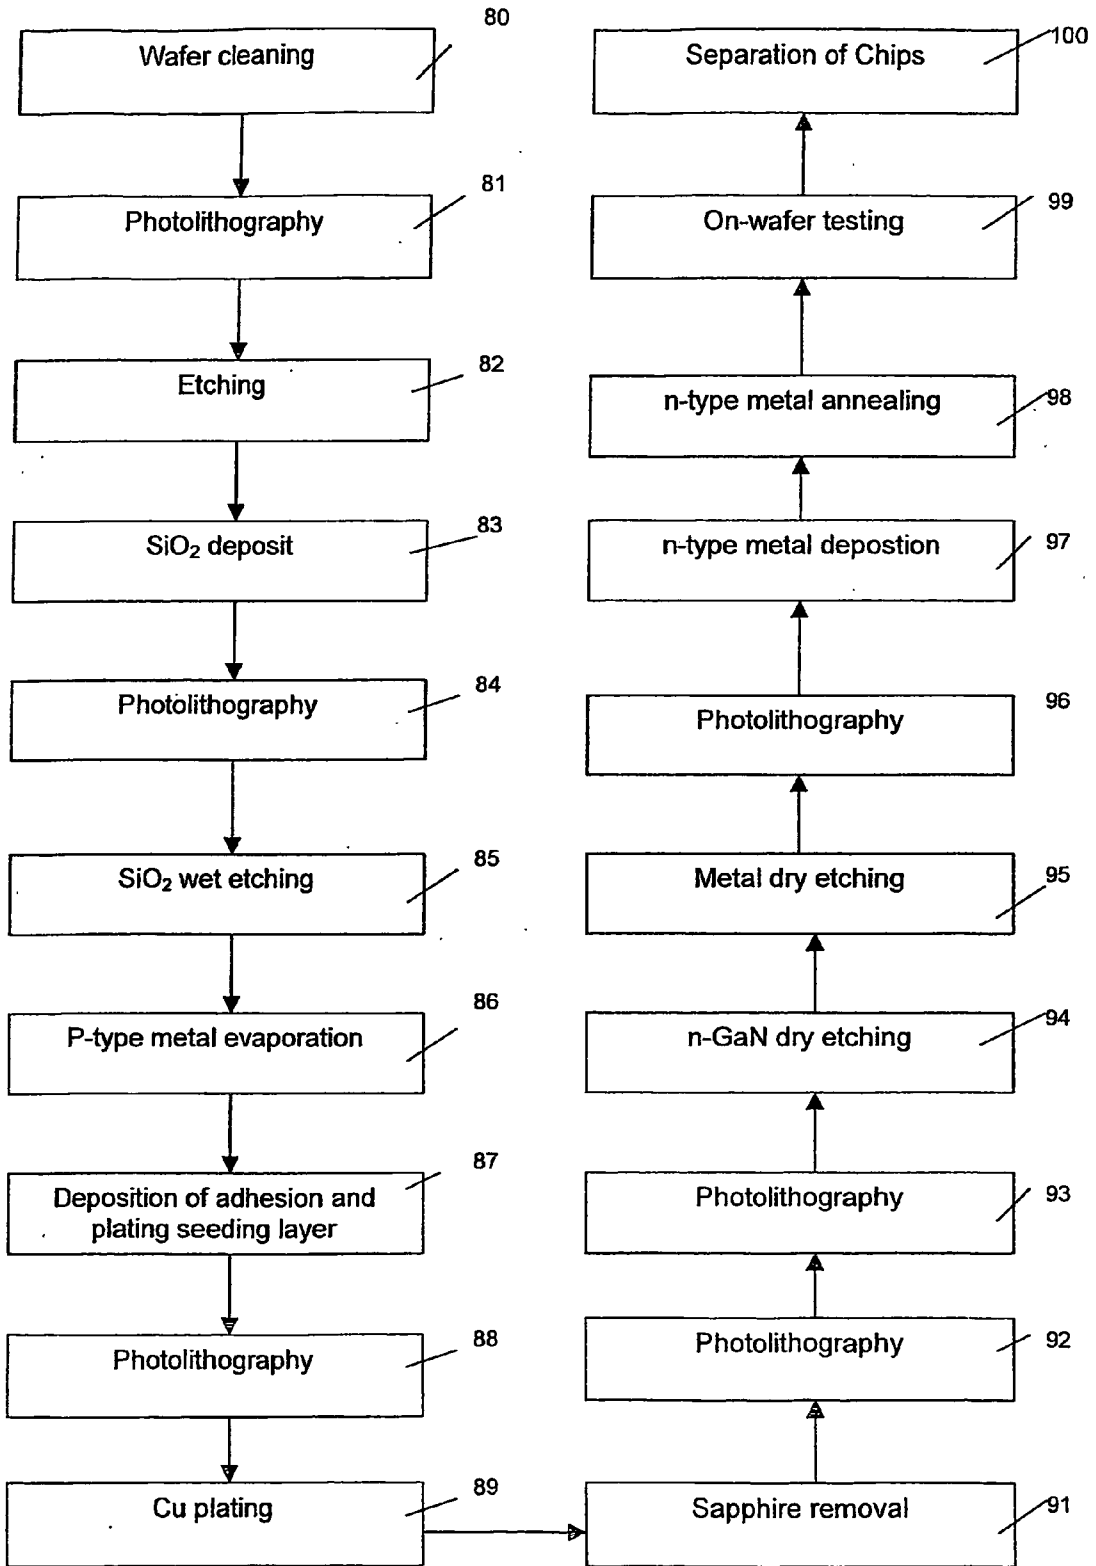 80
Wafer cleaning
81
Photolithography
82
Etching
83
SiO₂ deposit
84
Photolithography
85
SiO₂ wet etching
86
P-type metal evaporation
87
Deposition of adhesion and
plating seeding layer
88
Photolithography
89
Cu plating
91
Sapphire removal
92
Photolithography
93
Photolithography
94
n-GaN dry etching
95
Metal dry etching
96
Photolithography
97
n-type metal depostion
98
n-type metal annealing
99
On-wafer testing
100
Separation of Chips